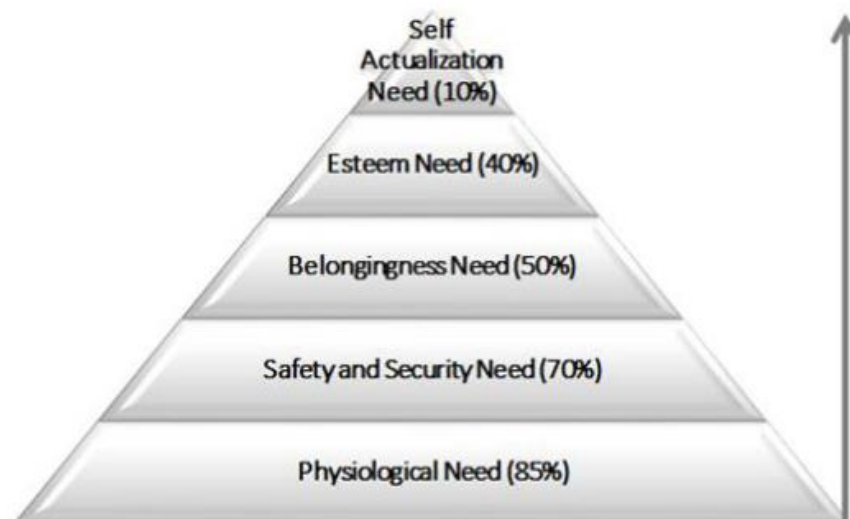 Self
Actualization
Need (10%)
Esteem Need (40%)
Belongingness Need (50%)
Safety and Security Need (70%)
Physiological Need (85%)